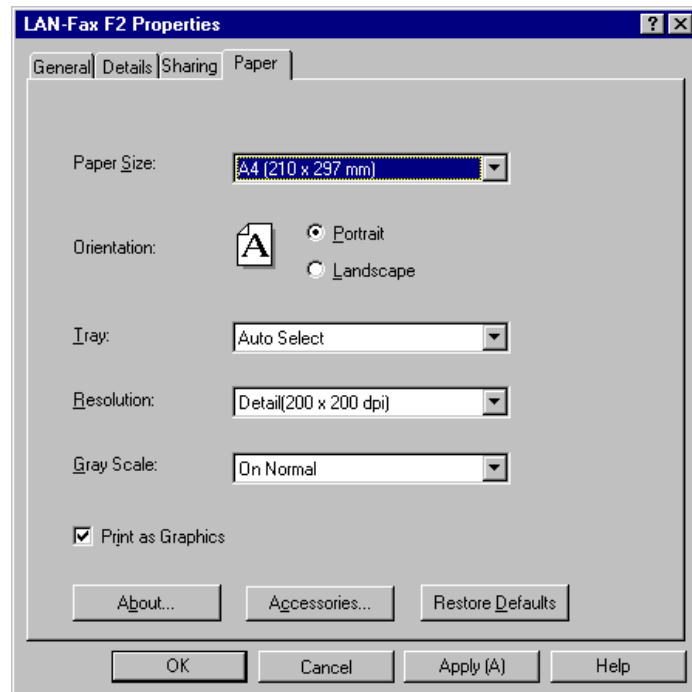 LAN-Fax F2 Properties
General Details Sharing Paper
Paper Size: A4 (210 x 297 mm)
Orientation: A Portrait
Landscape
Tray: Auto Select
Resolution: Detail(200 x 200 dpi)
Gray Scale: On Normal
Print as Graphics
About... Accessories... Restore Defaults
OK Cancel Apply (A) Help